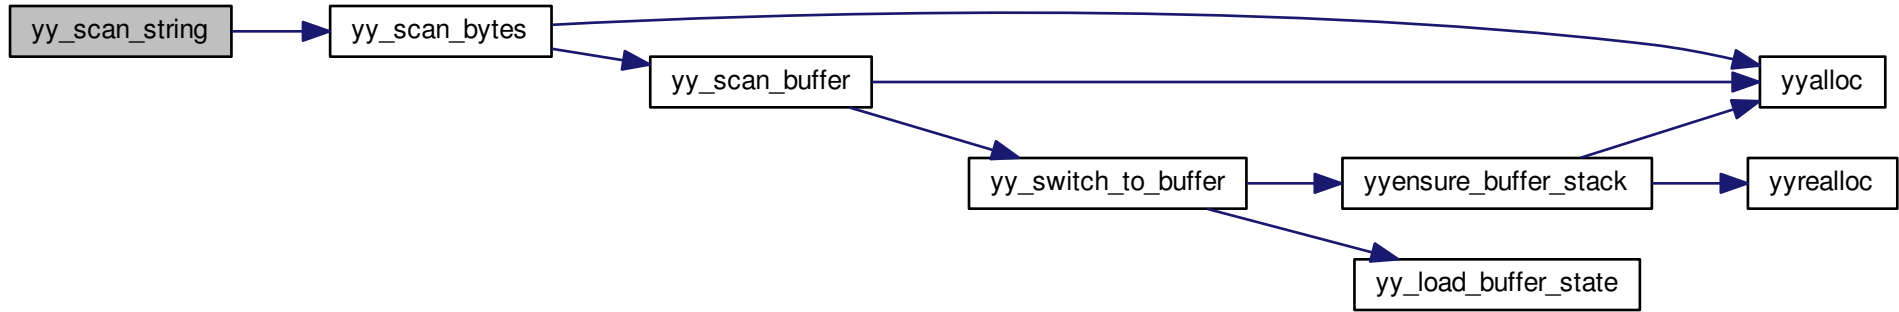 yy_scan_string
yy_scan_bytes
yy_scan_buffer
yyalloc
yy_switch_to_buffer
yyensure_buffer_stack
yyrealloc
yy_load_buffer_state